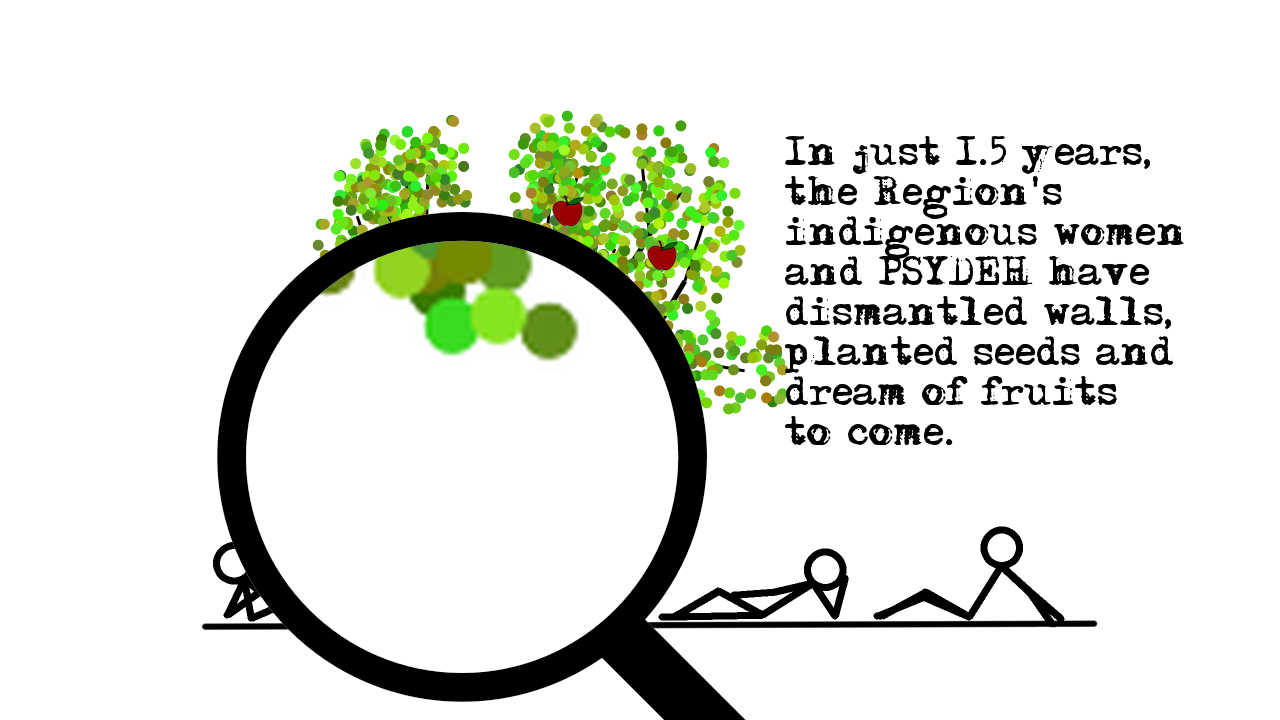 In just 1.5 years,
the Region's
indigenous women
and PSYDEH have
dismantled walls,
planted seeds and
dream of fruits
to come.